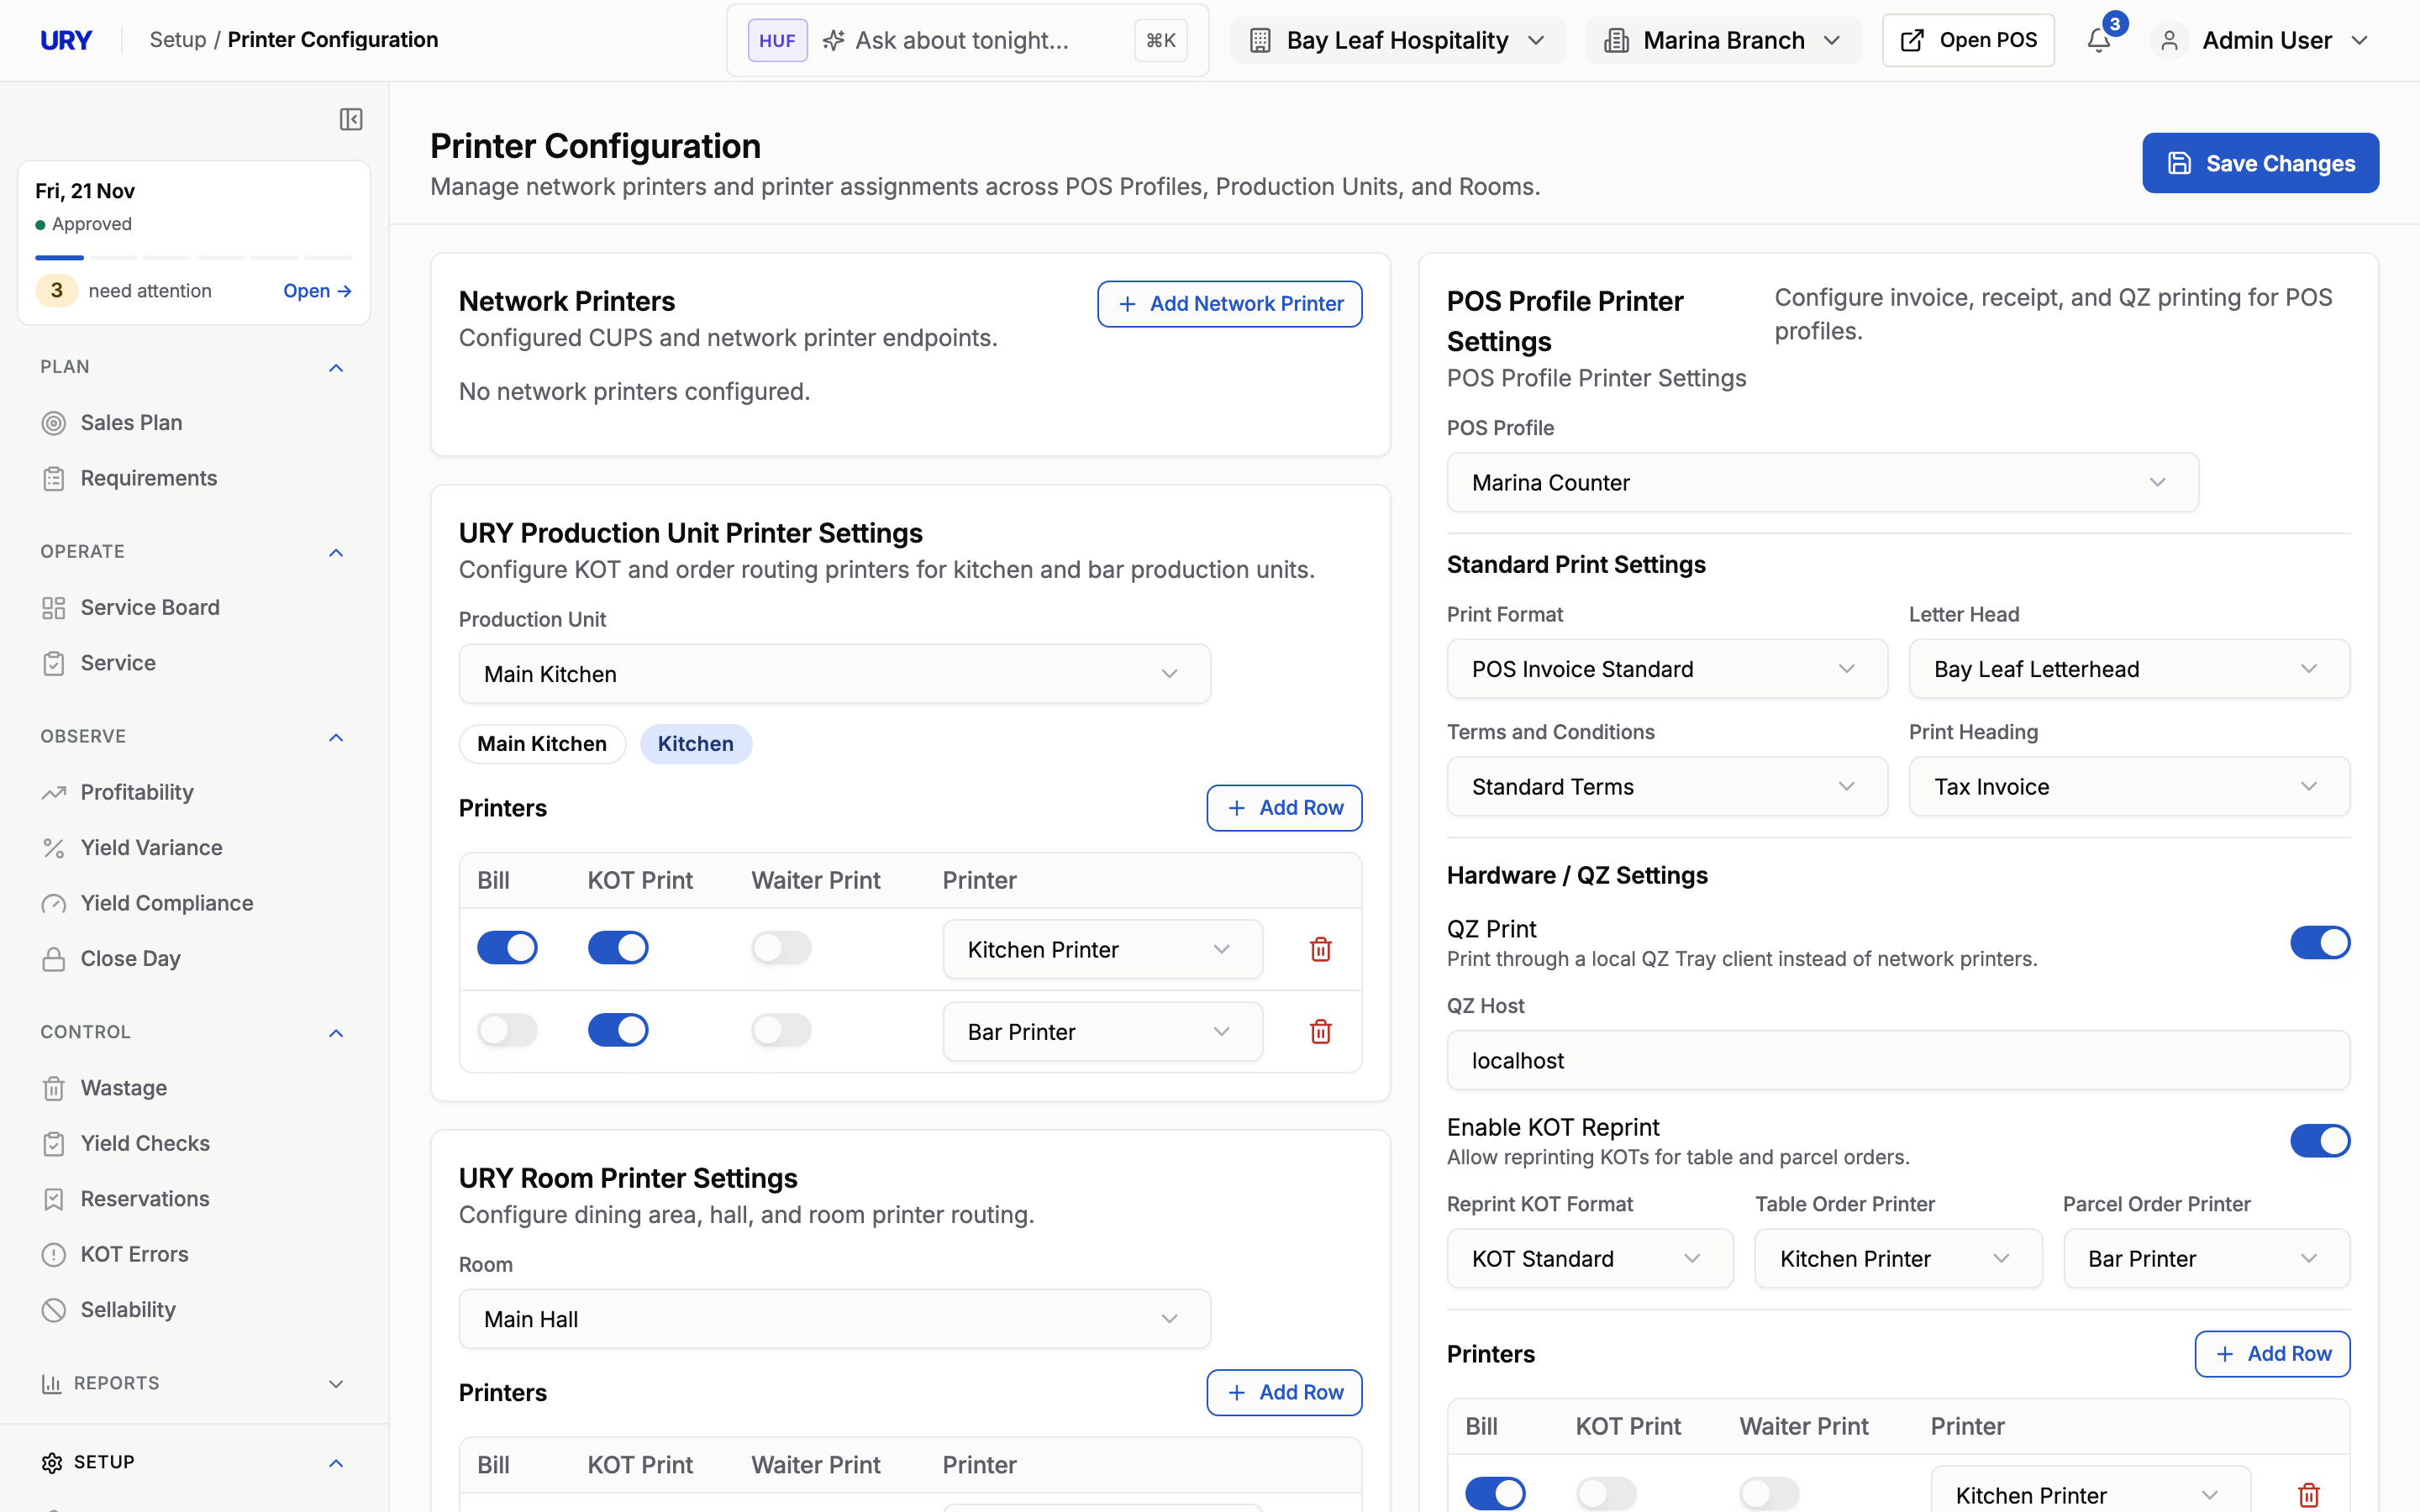 URY
Setup / Printer Configuration
HUF
Ask about tonight...
⌘K
Bay Leaf Hospitality
Marina Branch
Open POS
3
Admin User
Fri, 21 Nov
Approved
3 need attention
Open →
PLAN
Sales Plan
Requirements
OPERATE
Service Board
Service
OBSERVE
Profitability
Yield Variance
Yield Compliance
Close Day
CONTROL
Wastage
Yield Checks
Reservations
KOT Errors
Sellability
REPORTS
SETUP
Printer Configuration
Manage network printers and printer assignments across POS Profiles, Production Units, and Rooms.
Save Changes
Network Printers
Configured CUPS and network printer endpoints.
+ Add Network Printer
No network printers configured.
URY Production Unit Printer Settings
Configure KOT and order routing printers for kitchen and bar production units.
Production Unit
Main Kitchen
Main Kitchen
Kitchen
Printers
+ Add Row
Bill KOT Print Waiter Print Printer
Kitchen Printer
Bar Printer
URY Room Printer Settings
Configure dining area, hall, and room printer routing.
Room
Main Hall
Printers
+ Add Row
Bill KOT Print Waiter Print Printer
POS Profile Printer
Settings
POS Profile Printer Settings
Configure invoice, receipt, and QZ printing for POS
profiles.
POS Profile
Marina Counter
Standard Print Settings
Print Format Letter Head
POS Invoice Standard Bay Leaf Letterhead
Terms and Conditions Print Heading
Standard Terms Tax Invoice
Hardware / QZ Settings
QZ Print
Print through a local QZ Tray client instead of network printers.
QZ Host
localhost
Enable KOT Reprint
Allow reprinting KOTs for table and parcel orders.
Reprint KOT Format Table Order Printer Parcel Order Printer
KOT Standard Kitchen Printer Bar Printer
Printers
+ Add Row
Bill KOT Print Waiter Print Printer
Kitchen Printer